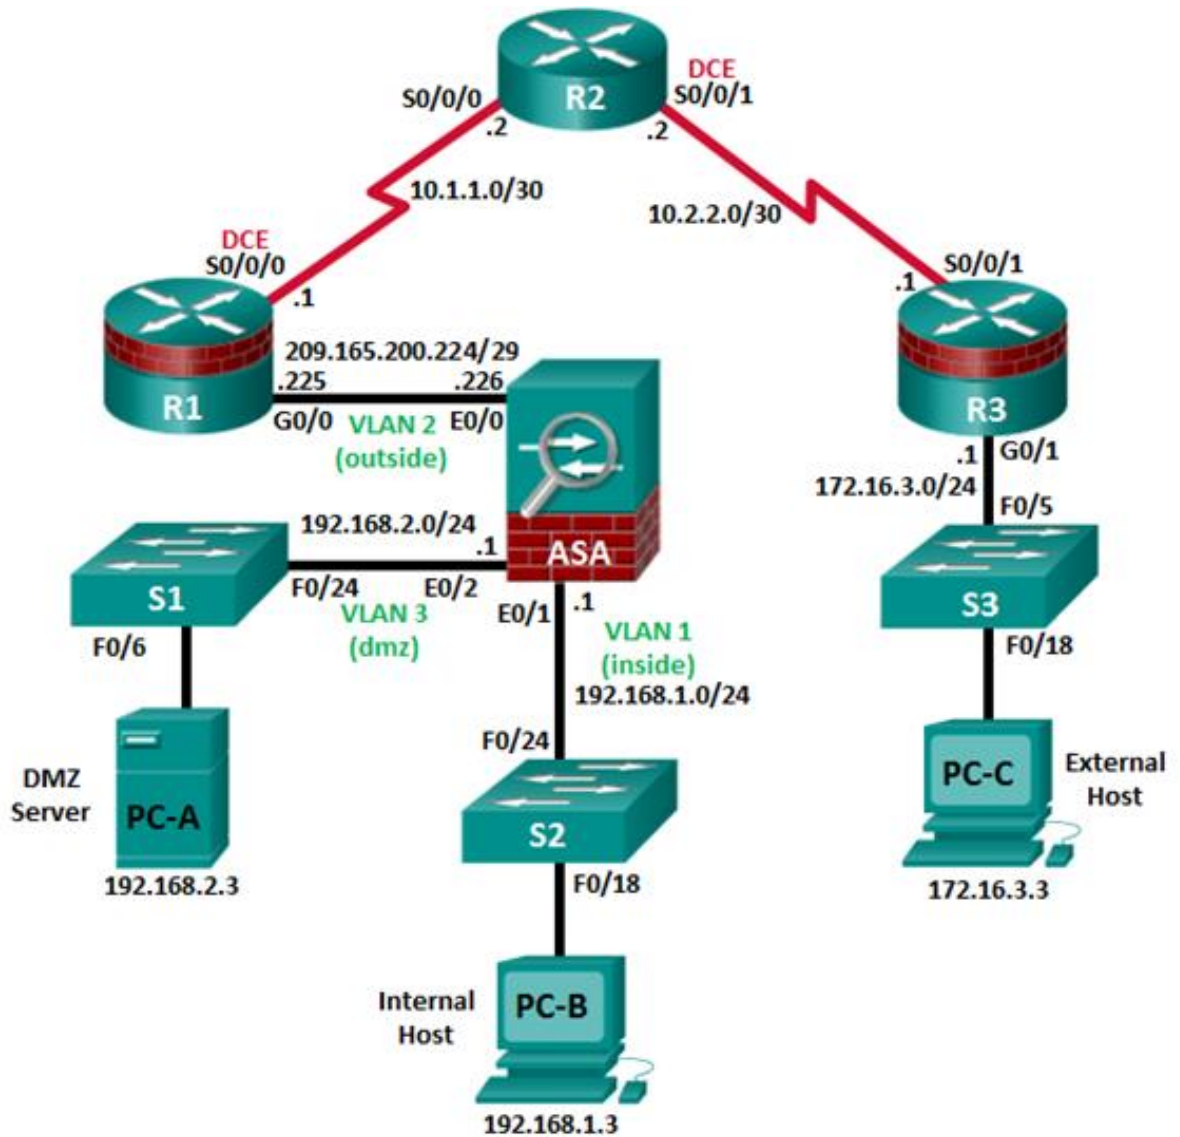 R2
DCE
S0/0/0
S0/0/1
.2
.2
10.1.1.0/30
10.2.2.0/30
DCE
S0/0/0
.1
S0/0/1
.1
R1
209.165.200.224/29
.225
.226
G0/0
VLAN 2
(outside)
E0/0
R3
.1
G0/1
172.16.3.0/24
F0/5
192.168.2.0/24
.1
ASA
S1
F0/24
E0/2
VLAN 3
(dmz)
E0/1
.1
VLAN 1
(inside)
192.168.1.0/24
S3
F0/18
F0/6
F0/24
DMZ
Server
PC-A
192.168.2.3
S2
F0/18
PC-C
External
Host
172.16.3.3
Internal
Host
PC-B
192.168.1.3